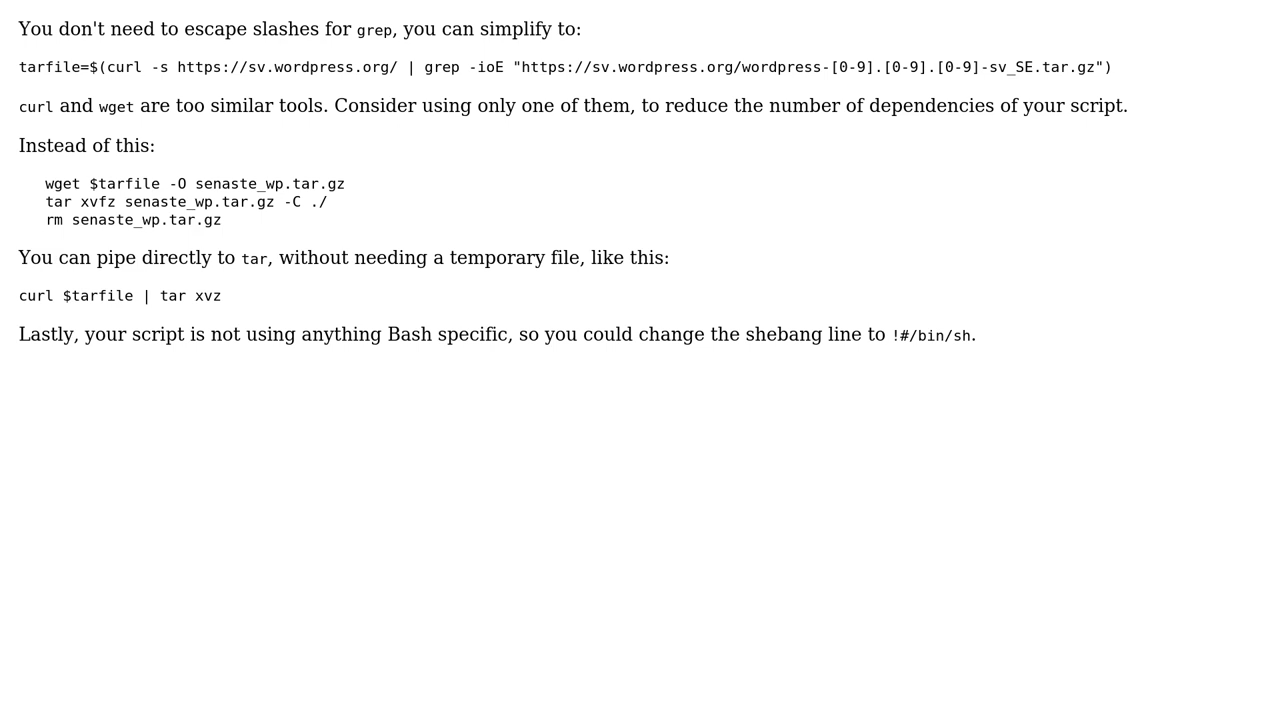 You don't need to escape slashes for grep, you can simplify to:
tarfile=$(curl -s https://sv.wordpress.org/ | grep -ioE "https://sv.wordpress.org/wordpress-[0-9].[0-9].[0-9]-sv_SE.tar.gz")
curl and wget are too similar tools. Consider using only one of them, to reduce the number of dependencies of your script.
Instead of this:
wget $tarfile -O senaste_wp.tar.gz
tar xvfz senaste_wp.tar.gz -C ./
rm senaste_wp.tar.gz
You can pipe directly to tar, without needing a temporary file, like this:
curl $tarfile | tar xvz
Lastly, your script is not using anything Bash specific, so you could change the shebang line to !#/bin/sh.